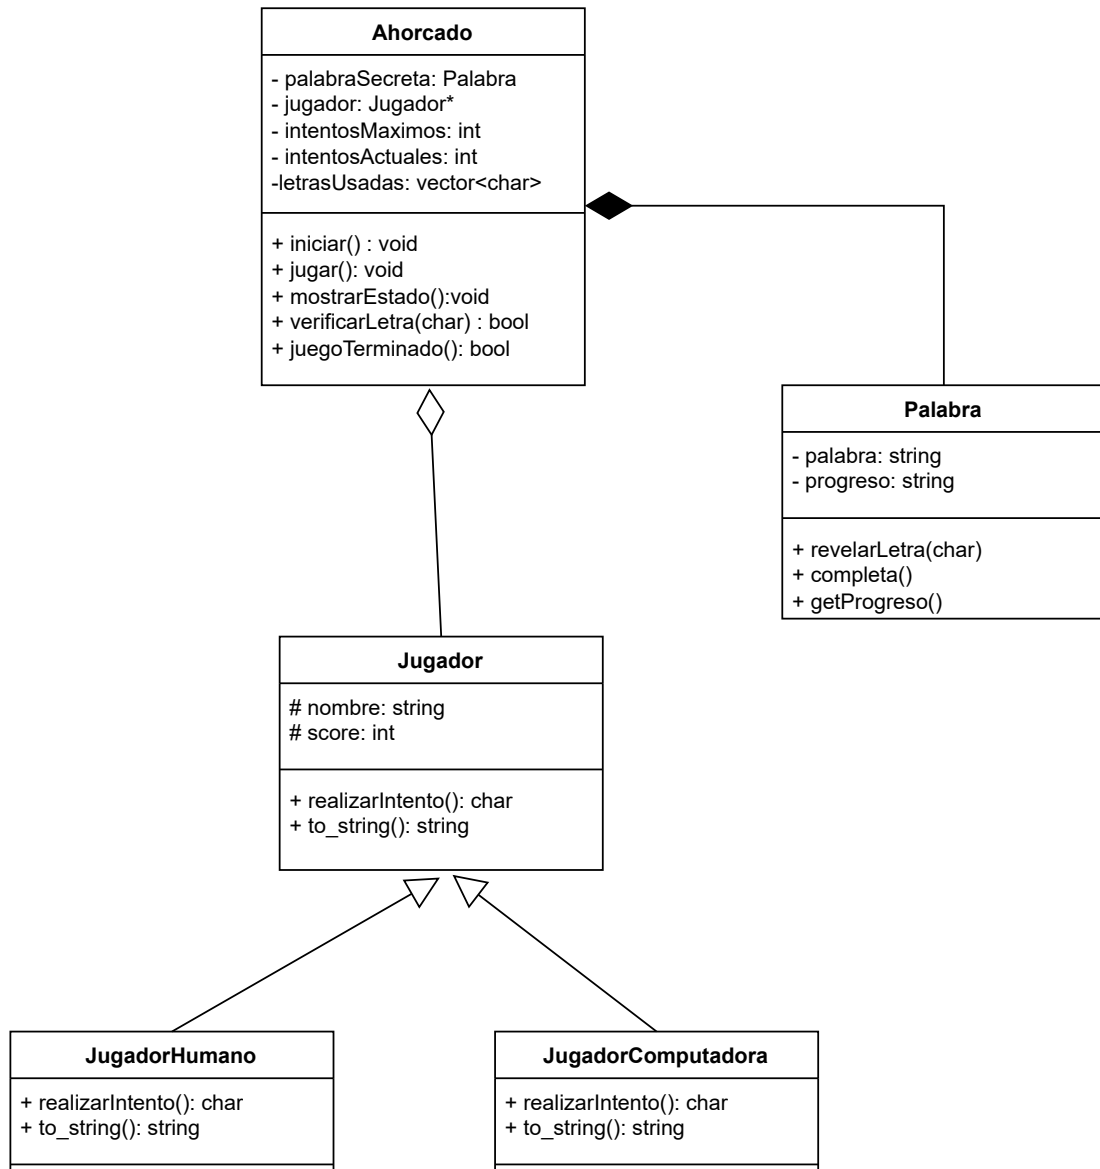 Ahorcado
- palabraSecreta: Palabra
- jugador: Jugador*
- intentosMaximos: int
- intentosActuales: int
-letrasUsadas: vector<char>
+ iniciar() : void
+ jugar(): void
+ mostrarEstado():void
+ verificarLetra(char) : bool
+ juegoTerminado(): bool
Palabra
- palabra: string
- progreso: string
+ revelarLetra(char)
+ completa()
+ getProgreso()
Jugador
# nombre: string
# score: int
+ realizarIntento(): char
+ to_string(): string
JugadorHumano
+ realizarIntento(): char
+ to_string(): string
JugadorComputadora
+ realizarIntento(): char
+ to_string(): string